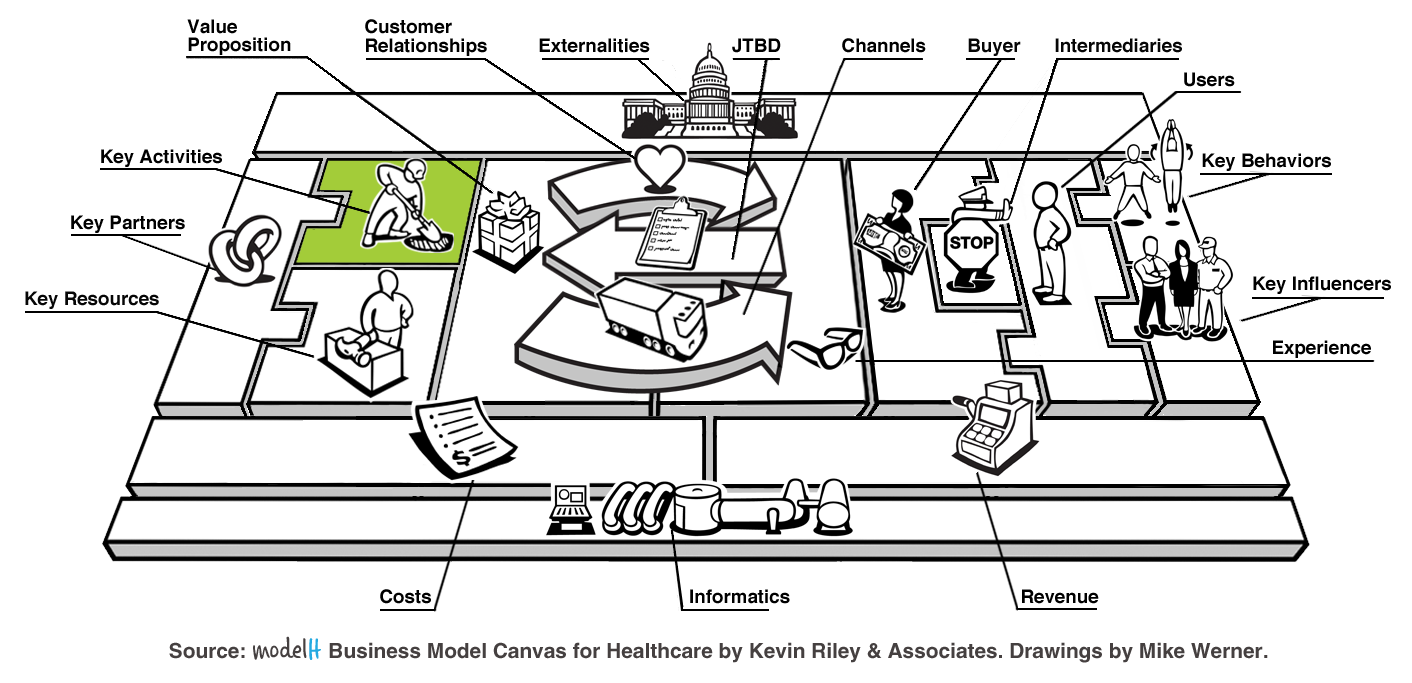 Value
Proposition
Customer
Relationships
Externalities
JTBD
Channels
Buyer
Intermediaries
Users
Key Activities
Key Behaviors
Key Partners
STOP
Key Resources
Key Influencers
Experience
$
Costs
Informatics
Revenue
Source: modelH Business Model Canvas for Healthcare by Kevin Riley & Associates. Drawings by Mike Werner.